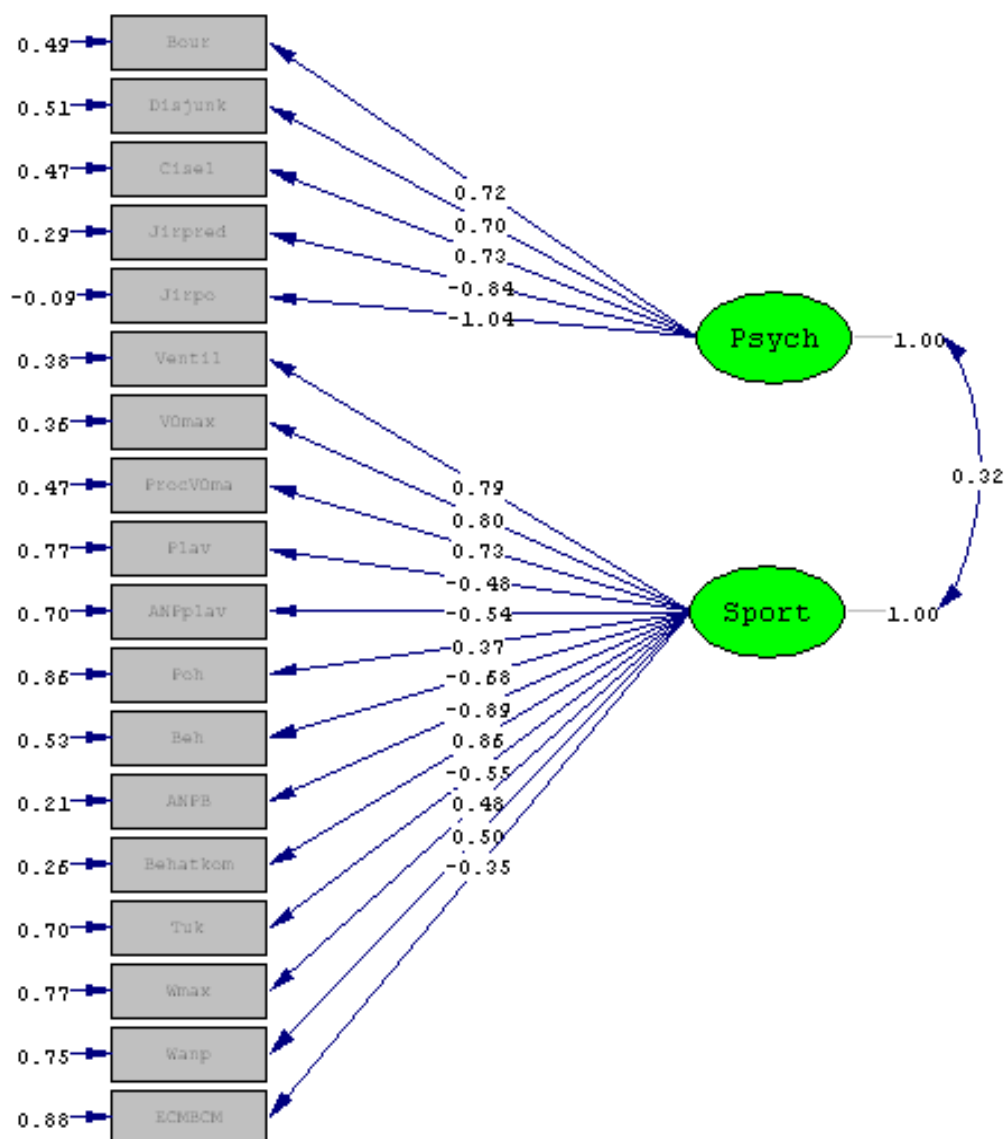 0.49 Bour
0.51 Disjunk
0.47 Cisel
0.29 Jirpred
-0.09 Jirpo
0.38 Ventil
0.36 VOmax
0.47 ProcVOma
0.77 Plav
0.70 ANPplav
0.86 Poh
0.53 Beh
0.21 ANPB
0.26 Behatkom
0.70 Tuk
0.77 Wmax
0.75 Wanp
0.88 ECMBCM
0.72
0.70
0.73
-0.84
-1.04
0.79
0.80
0.73
-0.48
-0.54
0.37
-0.68
-0.89
0.86
-0.55
0.48
0.50
-0.35
Psych 1.00
0.32
Sport 1.00